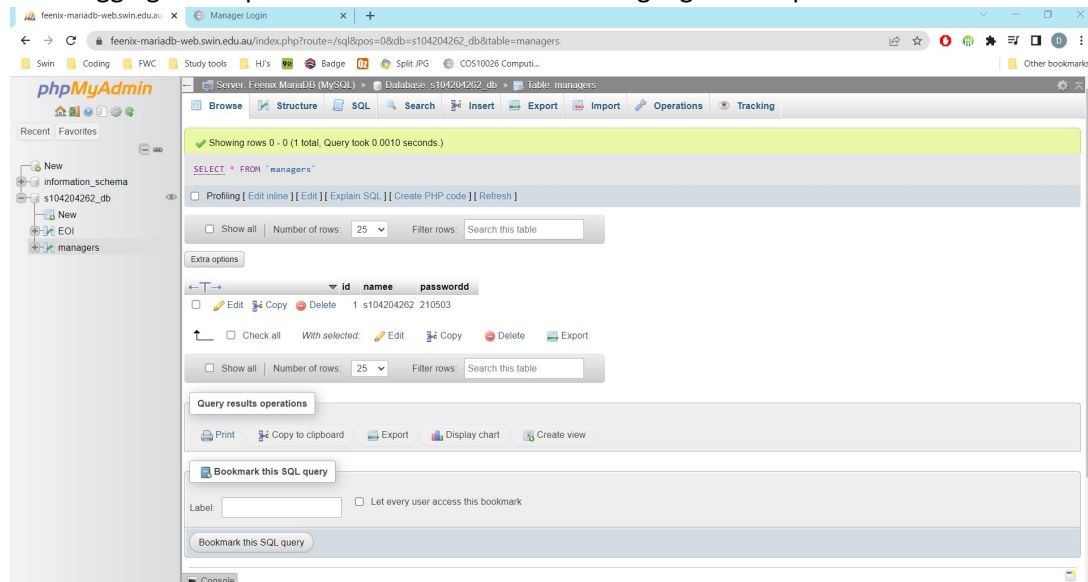 feenix-mariadb-web.swin.edu.au
Manager Login
feenix-mariadb-web.swin.edu.au/index.php?route=/sql&pos=0&db=s104204262_db&table=managers
Swin Coding FWC Study tools HJ's Badge Split JPG COS10026 Computi... Other bookmarks
phpMyAdmin
Recent Favorites
New
information_schema
s104204262_db
New
EOI
managers
Server: Feenix MariaDB (MySQL) » Database: s104204262_db » Table: managers
Browse Structure SQL Search Insert Export Import Operations Tracking
Showing rows 0 - 0 (1 total, Query took 0.0010 seconds.)
SELECT * FROM `managers`
Profiling [ Edit inline ] [ Edit ] [ Explain SQL ] [ Create PHP code ] [ Refresh ]
Show all | Number of rows: 25 Filter rows: Search this table
Extra options
←T→ id namee passwordd
Edit Copy Delete 1 s104204262 210503
Check all With selected: Edit Copy Delete Export
Show all | Number of rows: 25 Filter rows: Search this table
Query results operations
Print Copy to clipboard Export Display chart Create view
Bookmark this SQL query
Label: Let every user access this bookmark
Bookmark this SQL query
Console